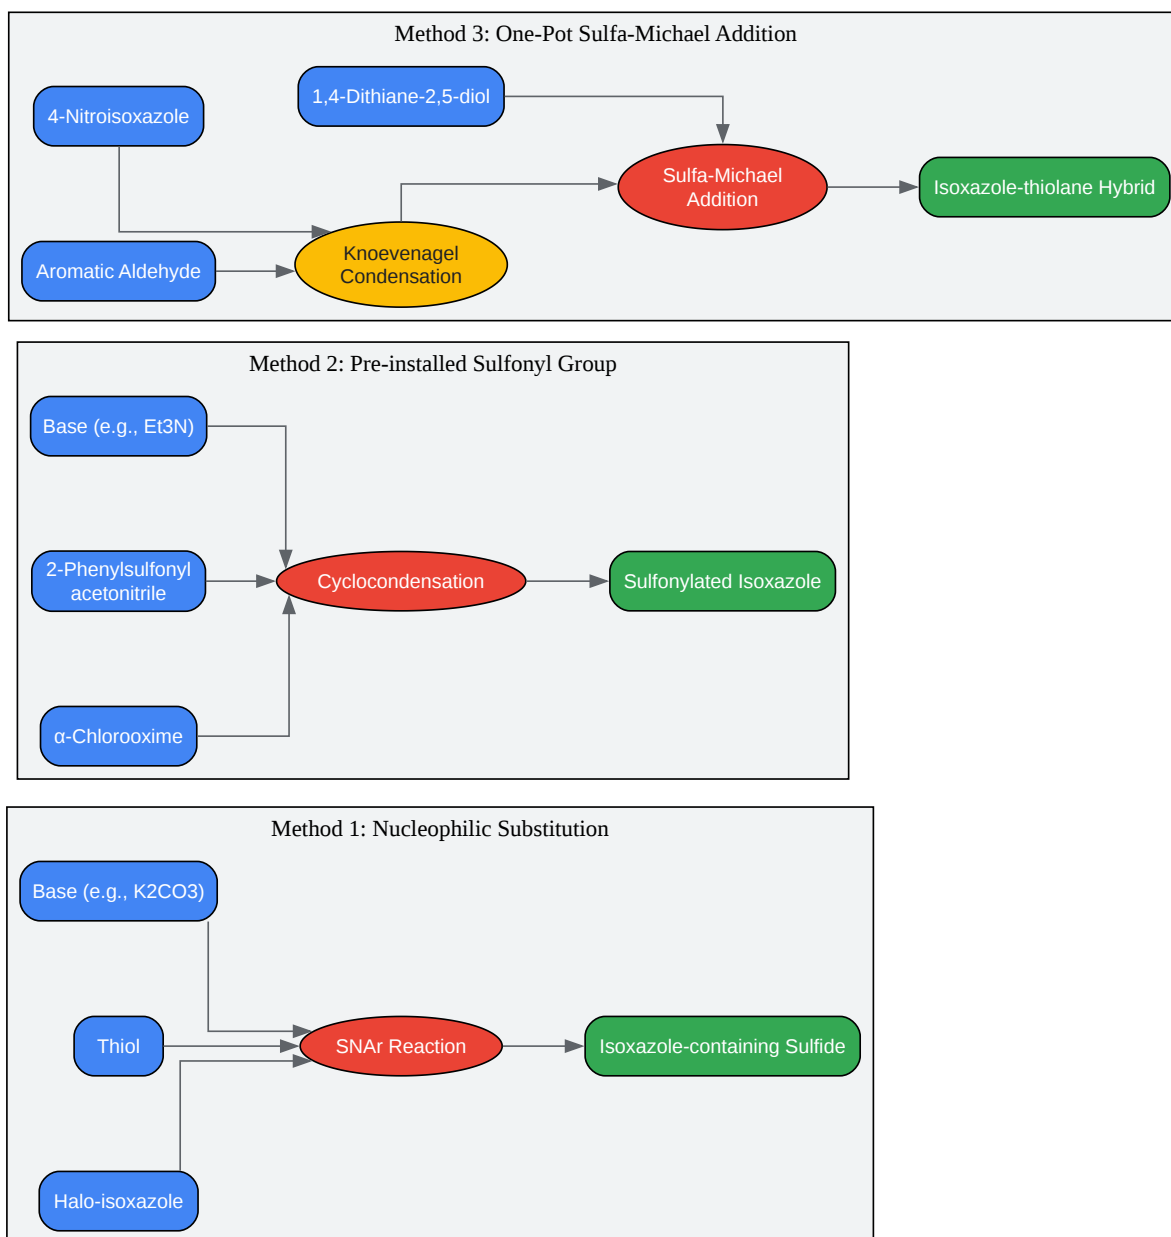 Method 3: One-Pot Sulfa-Michael Addition
1,4-Dithiane-2,5-diol
4-Nitroisoxazole
Sulfa-Michael
Addition
Isoxazole-thiolane Hybrid
Knoevenagel
Condensation
Aromatic Aldehyde
Method 2: Pre-installed Sulfonyl Group
Base (e.g., Et3N)
2-Phenylsulfonyl
acetonitrile
Cyclocondensation
Sulfonylated Isoxazole
α-Chlorooxime
Method 1: Nucleophilic Substitution
Base (e.g., K2CO3)
Thiol
SNAr Reaction
Isoxazole-containing Sulfide
Halo-isoxazole